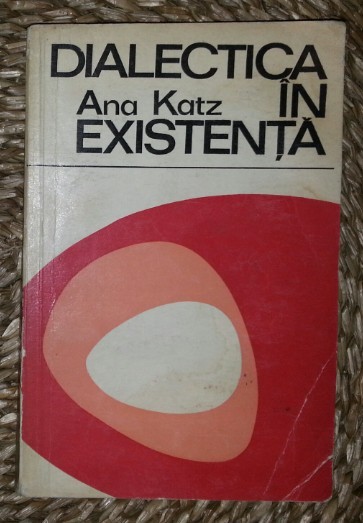 DIALECTICA
Ana Katz ÎN
EXISTENȚĂ